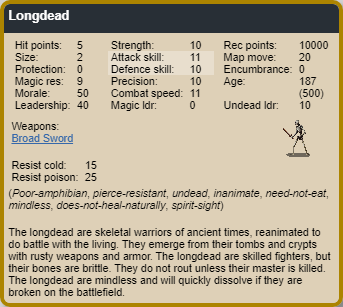 Longdead
Hit points: 5 Strength: 10 Rec points: 10000
Size: 2 Attack skill: 11 Map move: 20
Protection: 0 Defence skill: 10 Encumbrance: 0
Magic res: 9 Precision: 10 Age: 187
Morale: 50 Combat speed: 11 (500)
Leadership: 40 Magic ldr: 0 Undead ldr: 10
Weapons:
Broad Sword
Resist cold: 15
Resist poison: 25
(Poor-amphibian, pierce-resistant, undead, inanimate, need-not-eat,
mindless, does-not-heal-naturally, spirit-sight)
The longdead are skeletal warriors of ancient times, reanimated to
do battle with the living. They emerge from their tombs and crypts
with rusty weapons and armor. The longdead are skilled fighters, but
their bones are brittle. They do not rout unless their master is killed.
The longdead are mindless and will quickly dissolve if they are
broken on the battlefield.